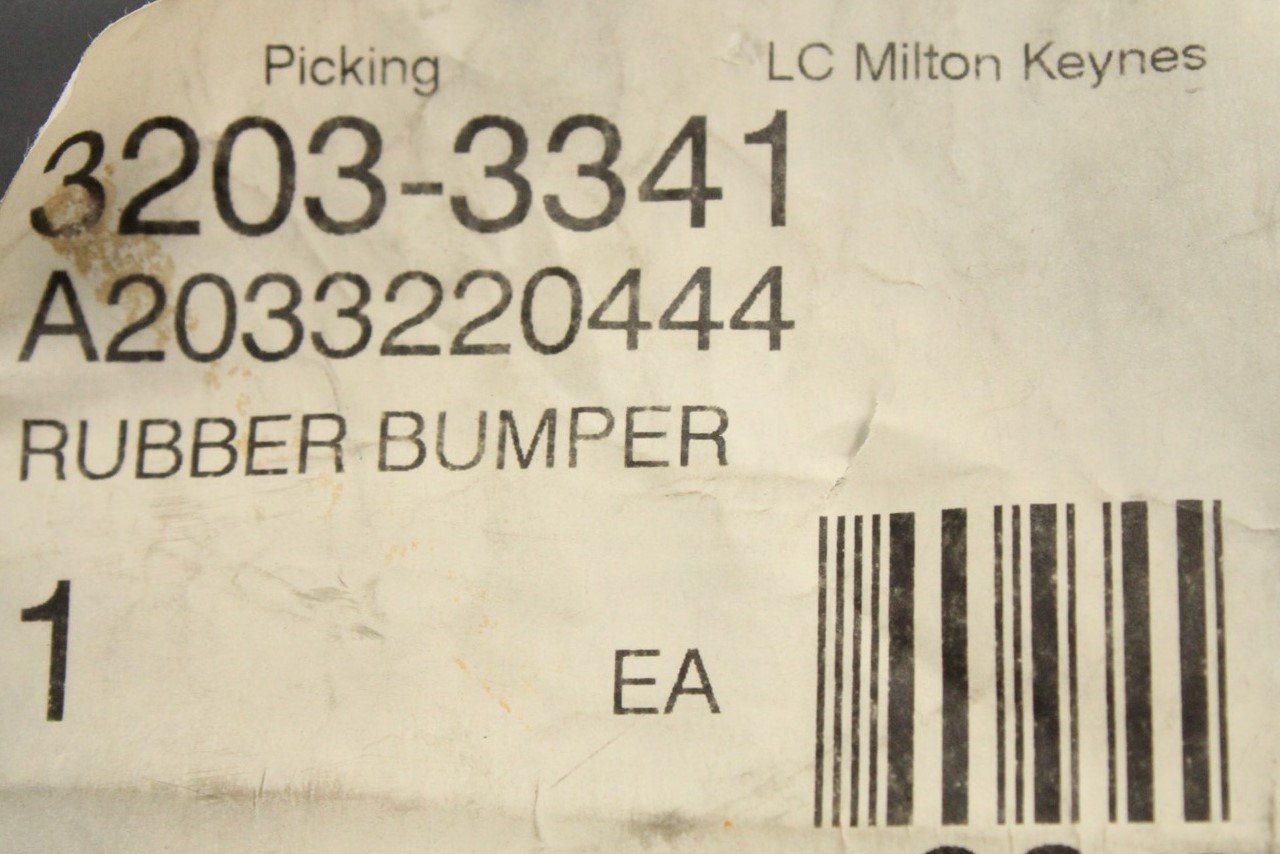 Picking LC Milton Keynes
3203-3341
A2033220444
RUBBER BUMPER
1 EA